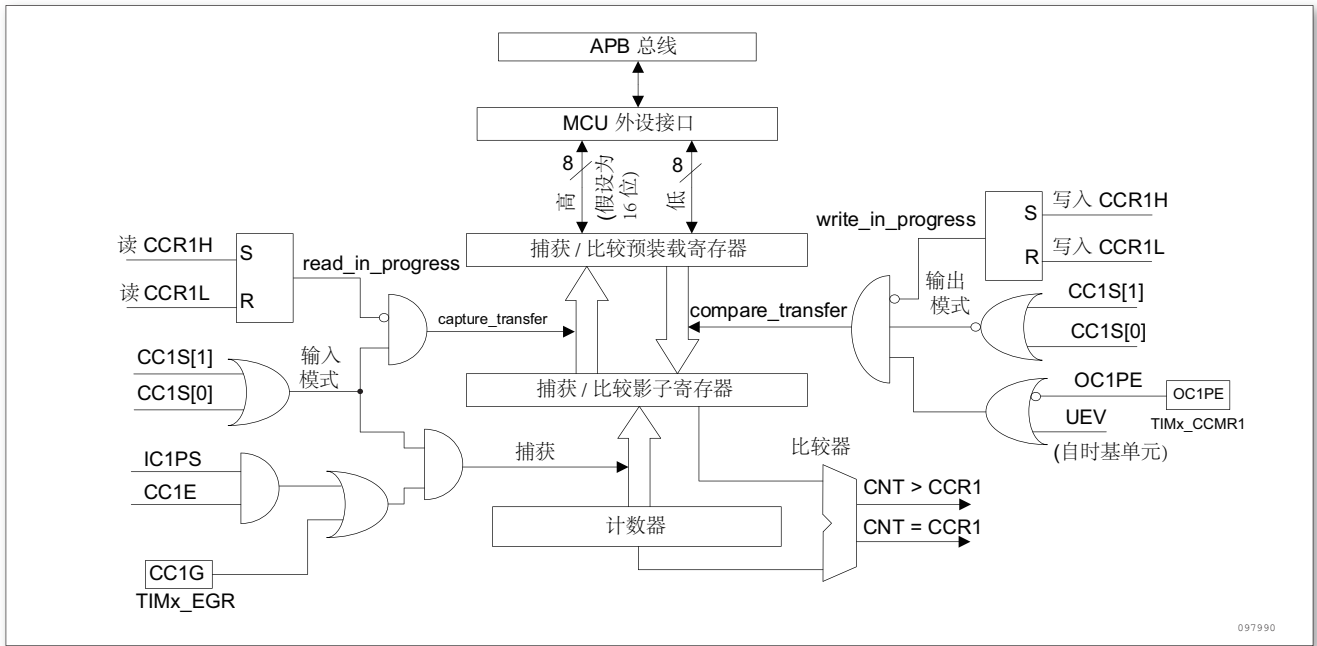 APB 总线
MCU 外设接口
8
8
高
(假设为
16 位)
低
写入 CCR1H
S
write_in_progress
写入 CCR1L
R
读 CCR1H
S
read_in_progress
捕获 / 比较预装载寄存器
读 CCR1L
R
输出
模式
CC1S[1]
capture_transfer
compare_transfer
CC1S[0]
CC1S[1]
输入
模式
CC1S[0]
捕获 / 比较影子寄存器
OC1PE
OC1PE
TIMx_CCMR1
UEV
(自时基单元)
IC1PS
捕获
比较器
CC1E
CNT > CCR1
计数器
CNT = CCR1
CC1G
TIMx_EGR
097990